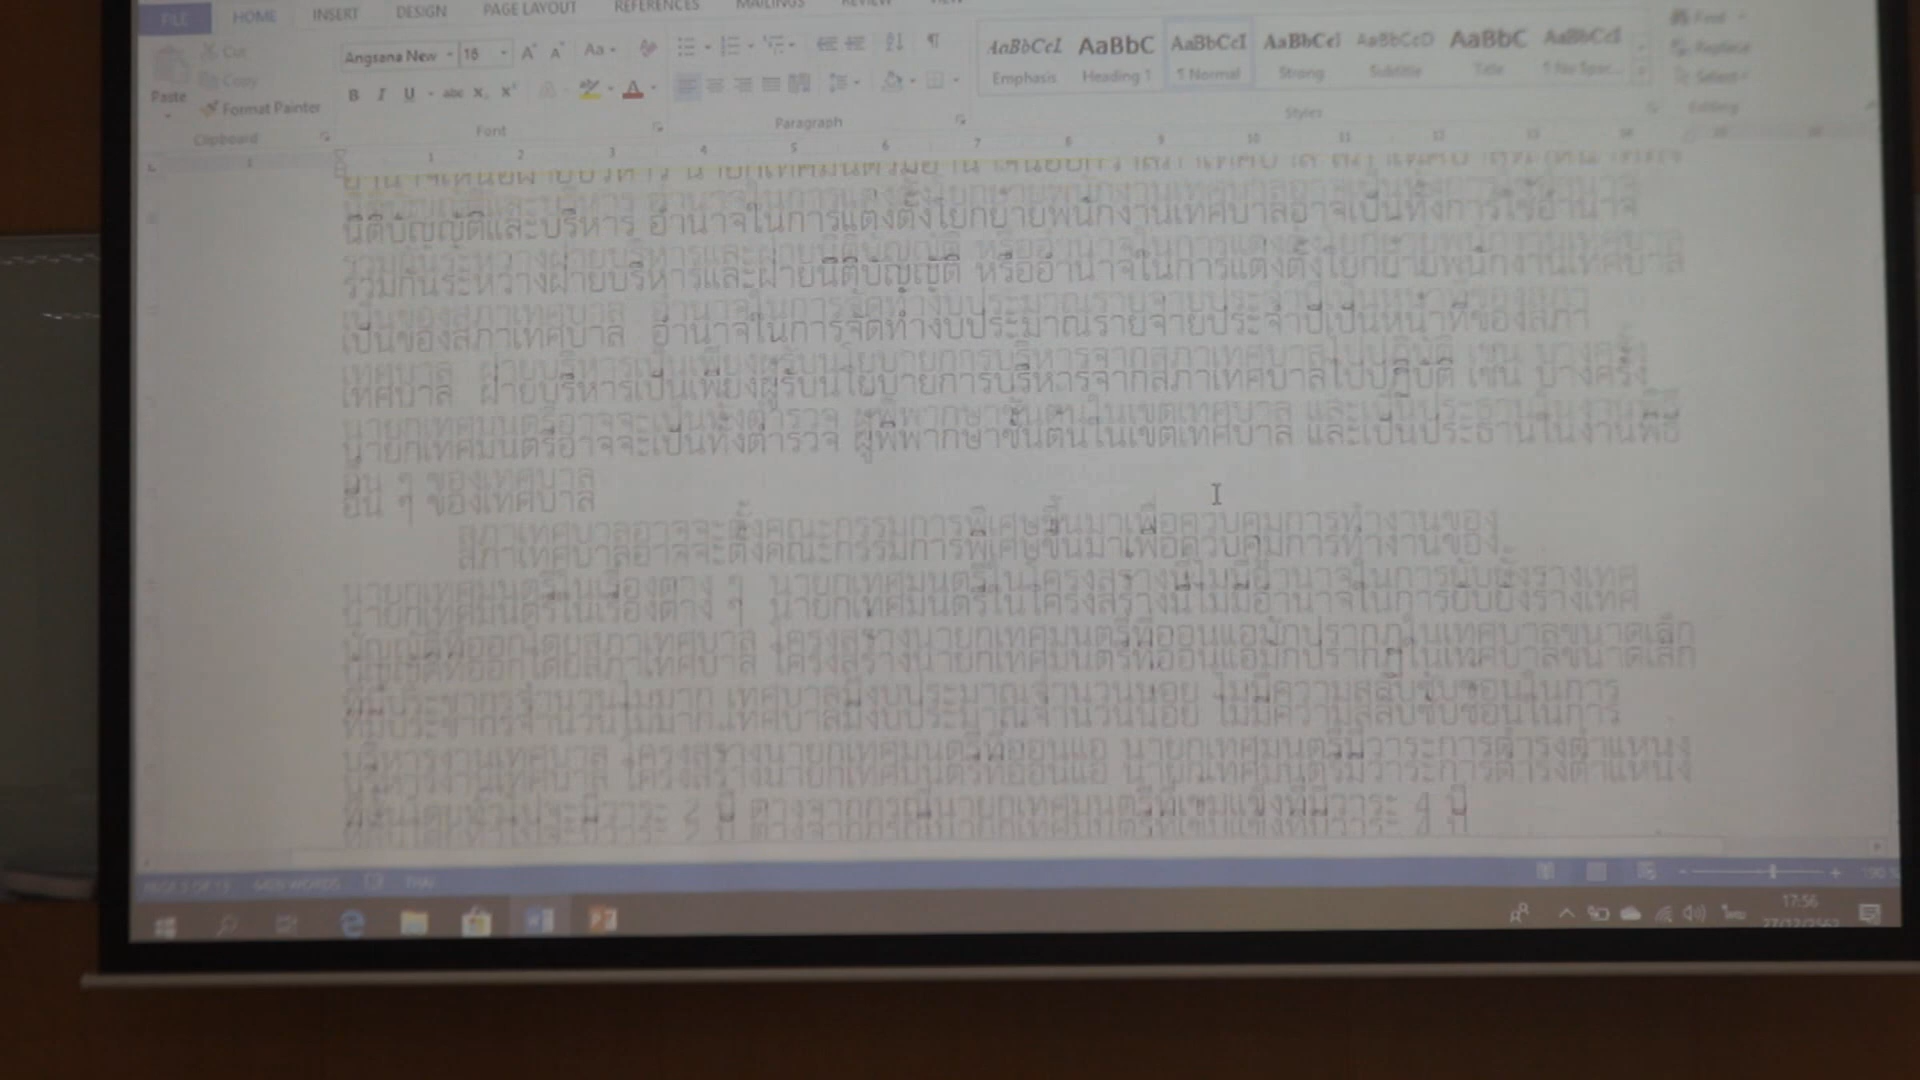 FILE HOME INSERT DESIGN PAGE LAYOUT REFERENCES MAILINGS REVIEW VIEW
Cut
Copy
Paste
Format Painter
Clipboard
Angsana New 16
Font
Paragraph
AaBbCcI AaBbC AaBbCcI AaBbCcI AaBbCcD AaBbC AaBbCcI
Emphasis Heading 1 ¶ Normal Strong Subtitle Title ¶ No Spac...
Styles
Find
Replace
Select
Editing
1 2 3 4 5 6 7 8 9 10 11 12 13 14
นิติบัญญัติและบริหาร อำนาจในการแต่งตั้งโยกย้ายพนักงานเทศบาลอาจเป็นทั้งการใช้อำนาจ
ร่วมกันระหว่างฝ่ายบริหารและฝ่ายนิติบัญญัติ หรืออำนาจในการแต่งตั้งโยกย้ายพนักงานเทศบาล
เป็นของสภาเทศบาล อำนาจในการจัดทำงบประมาณรายจ่ายประจำปีเป็นหน้าที่ของสภา
เทศบาล ฝ่ายบริหารเป็นเพียงผู้รับนโยบายการบริหารจากสภาเทศบาลไปปฏิบัติ เช่น บางครั้ง
นายกเทศมนตรีอาจจะเป็นทั้งตำรวจ ผู้พิพากษาชั้นต้นในเขตเทศบาล และเป็นประธานในงานพิธี
อื่น ๆ ของเทศบาล
สภาเทศบาลอาจจะตั้งคณะกรรมการพิเศษขึ้นมาเพื่อควบคุมการทำงานของ
นายกเทศมนตรีในเรื่องต่าง ๆ นายกเทศมนตรีในโครงสร้างนี้ไม่มีอำนาจในการยับยั้งร่างเทศ
บัญญัติที่ออกโดยสภาเทศบาล โครงสร้างนายกเทศมนตรีที่อ่อนแอมักปรากฏในเทศบาลขนาดเล็ก
ที่มีประชากรจำนวนไม่มาก เทศบาลมีงบประมาณจำนวนน้อย ไม่มีความสลับซับซ้อนในการ
บริหารงานเทศบาล โครงสร้างนายกเทศมนตรีที่อ่อนแอ นายกเทศมนตรีมีวาระการดำรงตำแหน่ง
วาระ 2 ปี ต่างจากกรณีนายกเทศมนตรีที่เข้มแข็งที่มีวาระ 4 ปี
17:56